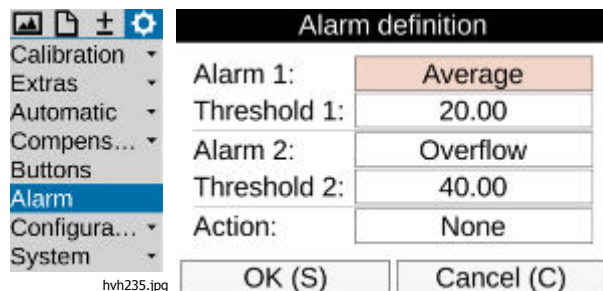 Calibration
Extras
Automatic
Compens...
Buttons
Alarm
Configura...
System
hvh235.jpg
Alarm definition
Alarm 1: Average
Threshold 1: 20.00
Alarm 2: Overflow
Threshold 2: 40.00
Action: None
OK (S) Cancel (C)